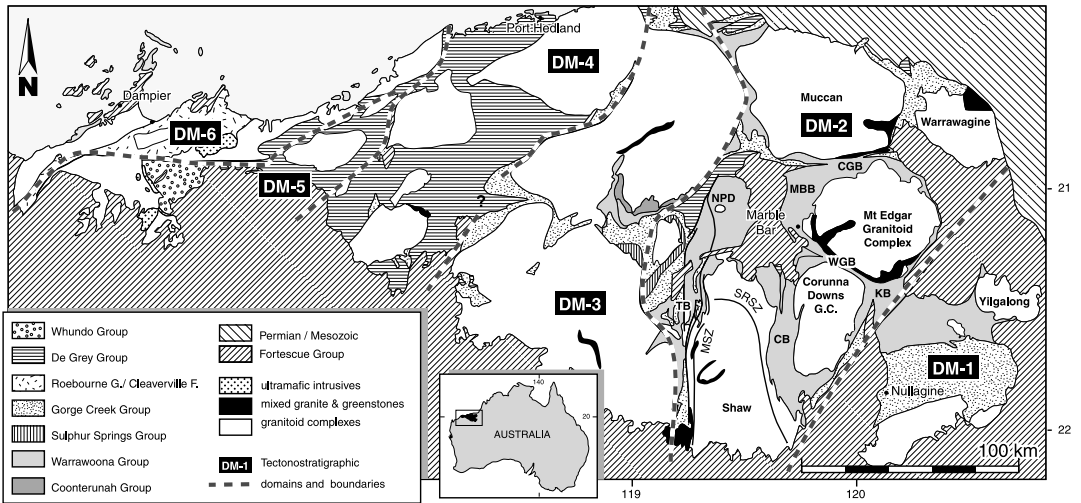 N
Port Hedland
Dampier
DM-4
DM-6
Muccan
DM-2
Warrawagine
CGB
DM-5
MBB
NPD
Marble
Bar
Mt Edgar
Granitoid
Complex
?
WGB
KB
TB
SRSZ
Corunna
Downs
G.C.
Yilgalong
DM-3
MSZ
CB
DM-1
Nullagine
Shaw
21
22
100 km
119
120
Whundo Group
De Grey Group
Roebourne G./ Cleaverville F.
Gorge Creek Group
Sulphur Springs Group
Warrawoona Group
Coonterunah Group
Permian / Mesozoic
Fortescue Group
ultramafic intrusives
mixed granite & greenstones
granitoid complexes
DM-1 Tectonostratigraphic
domains and boundaries
140
20
AUSTRALIA